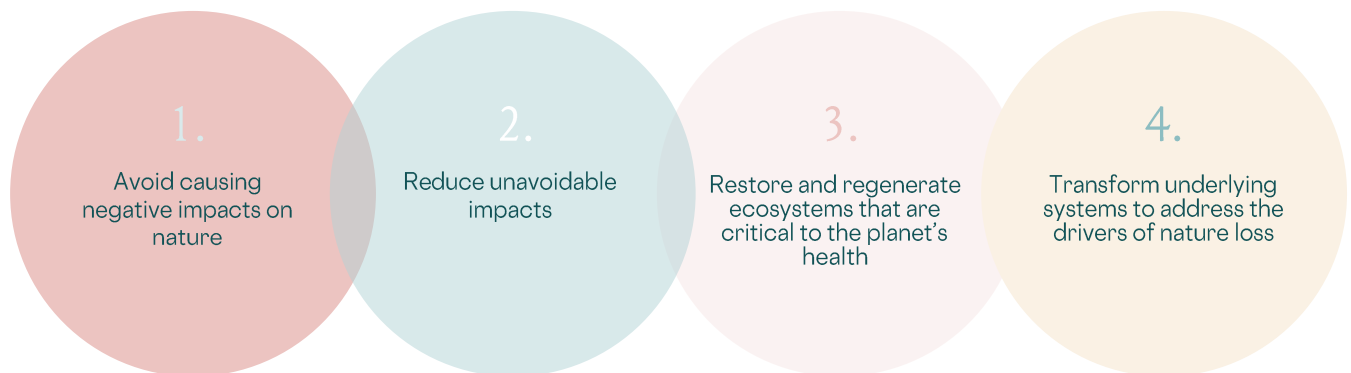 1.
Avoid causing
negative impacts on
nature
2.
Reduce unavoidable
impacts
3.
Restore and regenerate
ecosystems that are
critical to the planet’s
health
4.
Transform underlying
systems to address the
drivers of nature loss